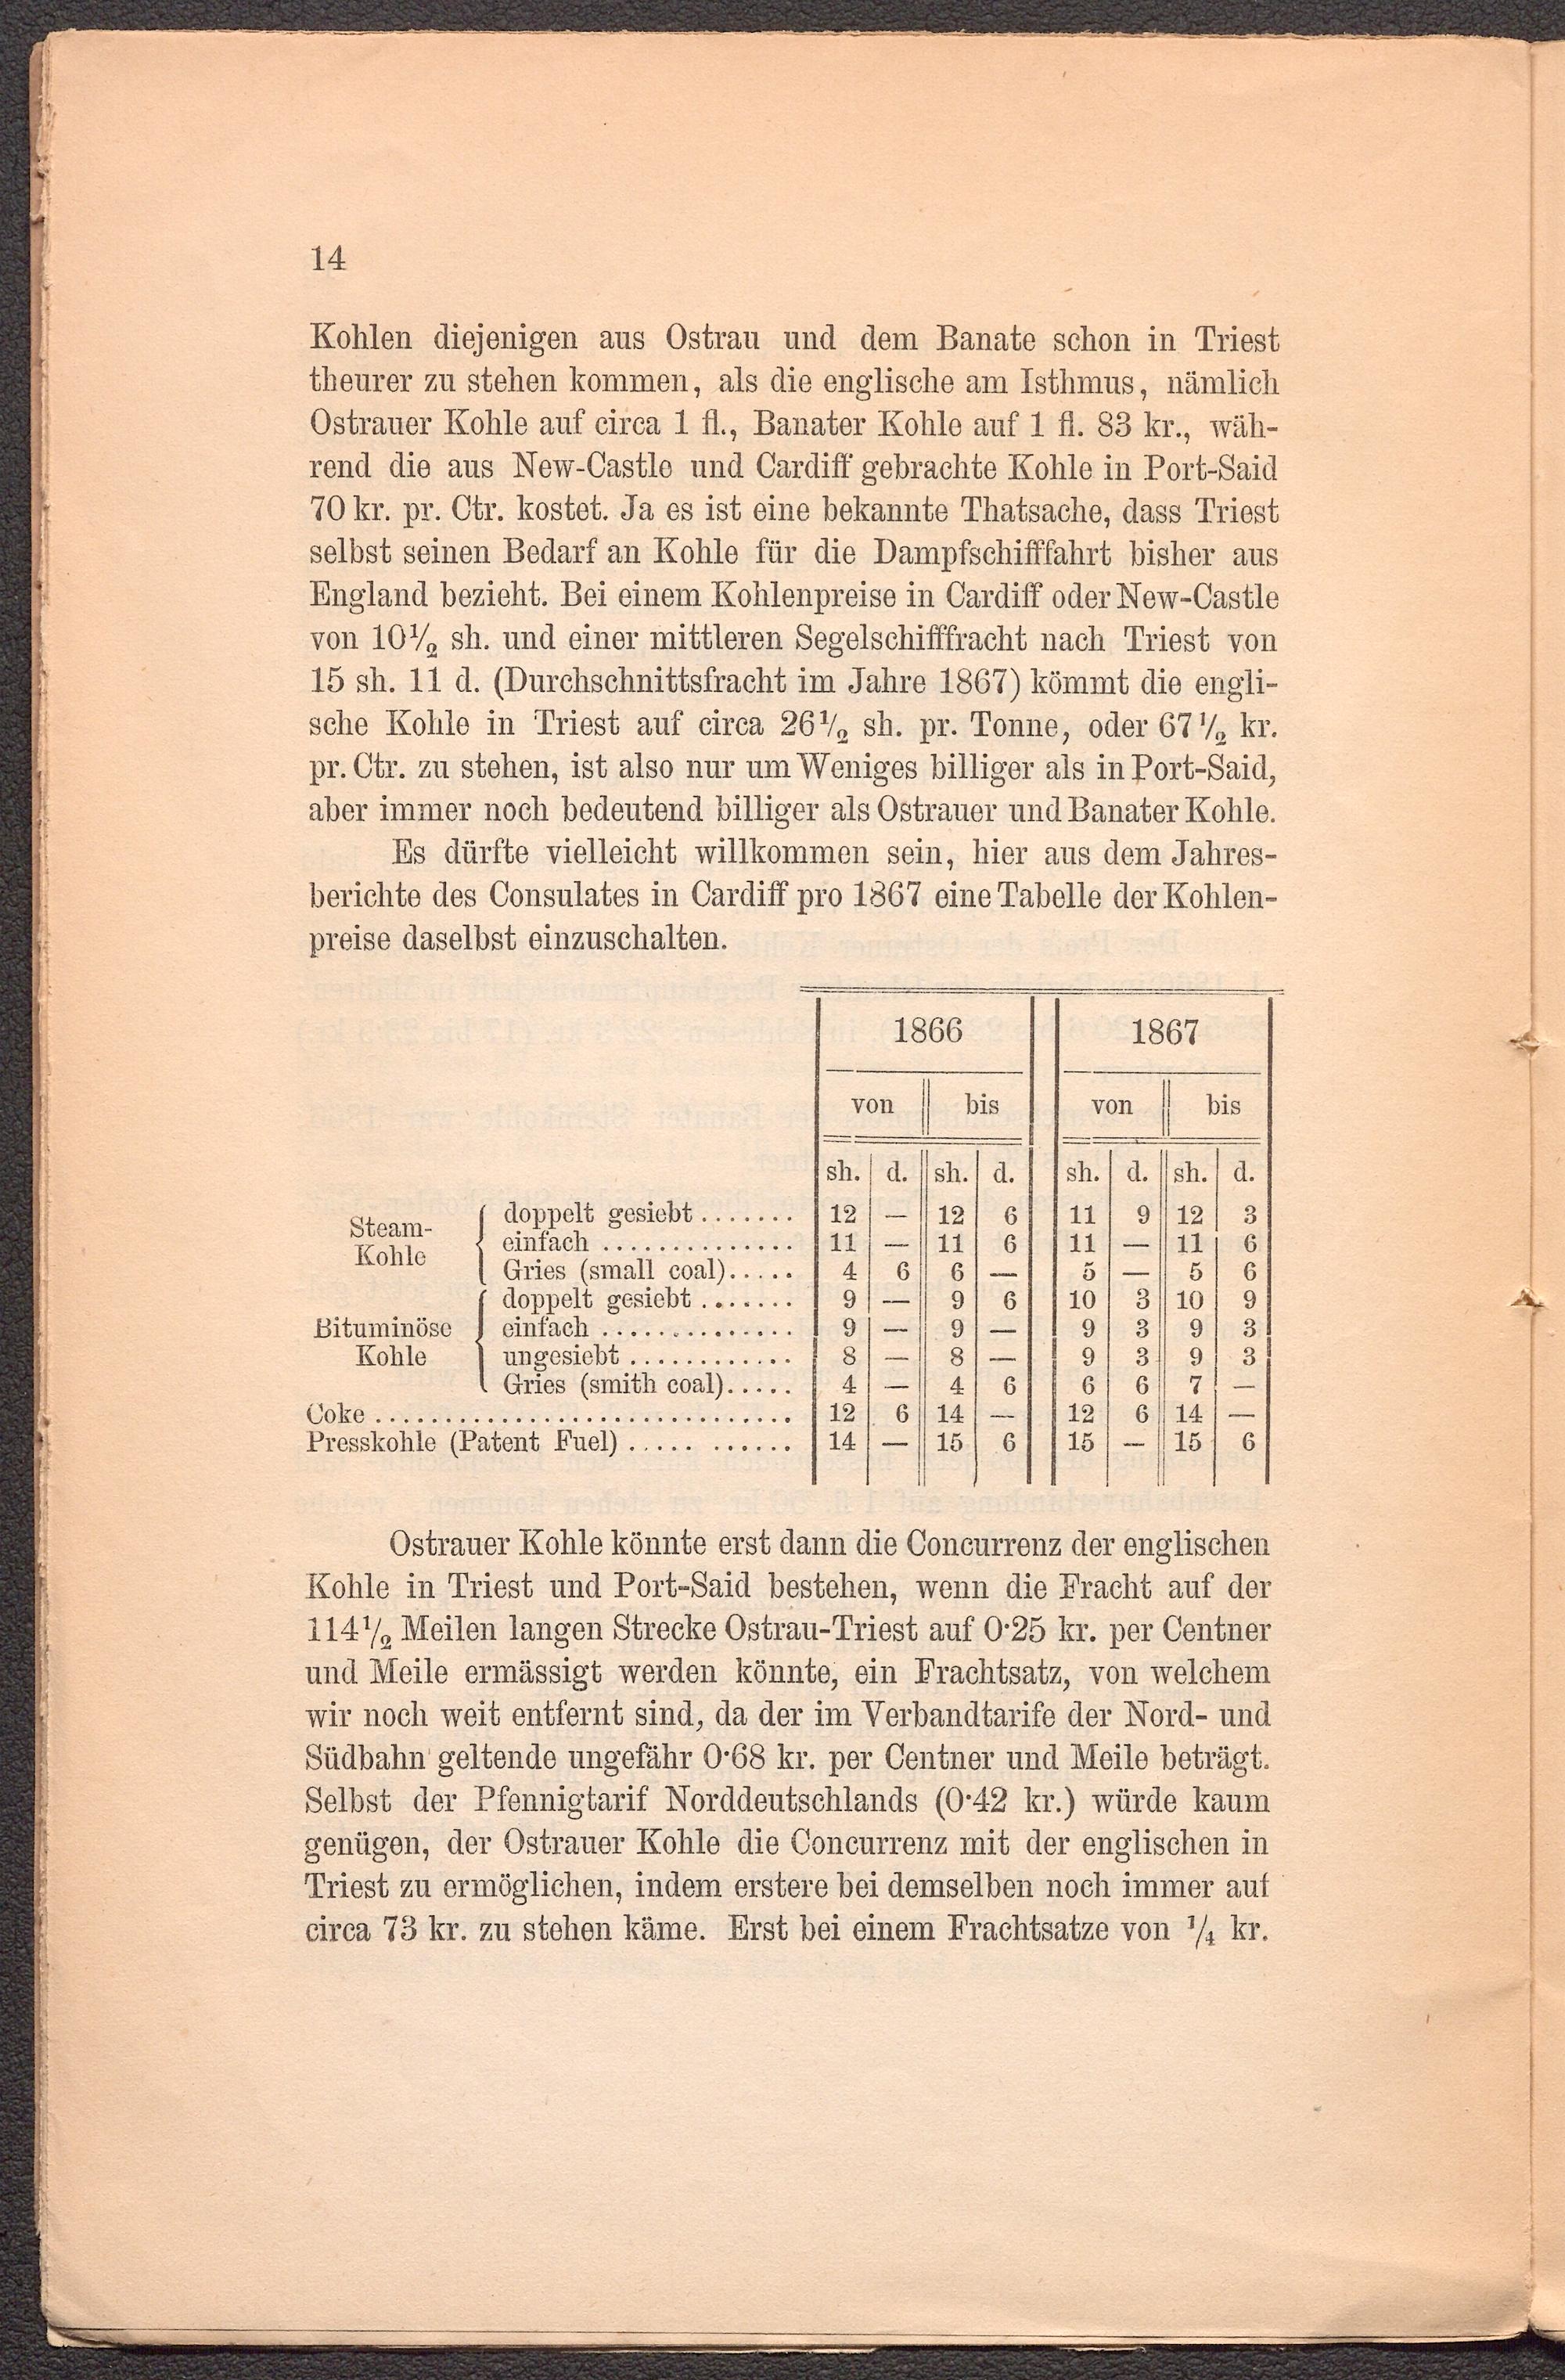 14
Kohlen diejenigen aus Ostrau und dem Banate schon in Triest
theurer zu stehen kommen, als die englische am Isthmus, nämlich
Ostrauer Kohle auf circa 1 fl., Banater Kohle auf 1 fl. 83 kr., wäh-
rend die aus New-Castle und Cardiff gebrachte Kohle in Port-Said
70 kr. pr. Ctr. kostet. Ja es ist eine bekannte Thatsache, dass Triest
selbst seinen Bedarf an Kohle für die Dampfschifffahrt bisher aus
England bezieht. Bei einem Kohlenpreise in Cardiff oder New-Castle
von 10½ sh. und einer mittleren Segelschifffracht nach Triest von
15 sh. 11 d. (Durchschnittsfracht im Jahre 1867) kömmt die engli-
sche Kohle in Triest auf circa 26½ sh. pr. Tonne, oder 67½ kr.
pr. Ctr. zu stehen, ist also nur um Weniges billiger als in Port-Said,
aber immer noch bedeutend billiger als Ostrauer und Banater Kohle.
Es dürfte vielleicht willkommen sein, hier aus dem Jahres-
berichte des Consulates in Cardiff pro 1867 eine Tabelle der Kohlen-
preise daselbst einzuschalten.
1866 1867
von bis von bis
sh. d. sh. d. sh. d. sh. d.
Steam-Kohle doppelt gesiebt ....... 12 — 12 6 11 9 12 3
einfach .............. 11 — 11 6 11 — 11 6
Gries (small coal)..... 4 6 6 — 5 — 5 6
Bituminöse Kohle doppelt gesiebt ....... 9 — 9 6 10 3 10 9
einfach .............. 9 — 9 — 9 3 9 3
ungesiebt ............ 8 — 8 — 9 3 9 3
Gries (smith coal)..... 4 — 4 6 6 6 7 —
Coke .............................. 12 6 14 — 12 6 14 —
Presskohle (Patent Fuel) ..... ...... 14 — 15 6 15 — 15 6
Ostrauer Kohle könnte erst dann die Concurrenz der englischen
Kohle in Triest und Port-Said bestehen, wenn die Fracht auf der
114½ Meilen langen Strecke Ostrau-Triest auf 0·25 kr. per Centner
und Meile ermässigt werden könnte, ein Frachtsatz, von welchem
wir noch weit entfernt sind, da der im Verbandtarife der Nord- und
Südbahn geltende ungefähr 0·68 kr. per Centner und Meile beträgt.
Selbst der Pfennigtarif Norddeutschlands (0·42 kr.) würde kaum
genügen, der Ostrauer Kohle die Concurrenz mit der englischen in
Triest zu ermöglichen, indem erstere bei demselben noch immer auf
circa 73 kr. zu stehen käme. Erst bei einem Frachtsatze von ¼ kr.